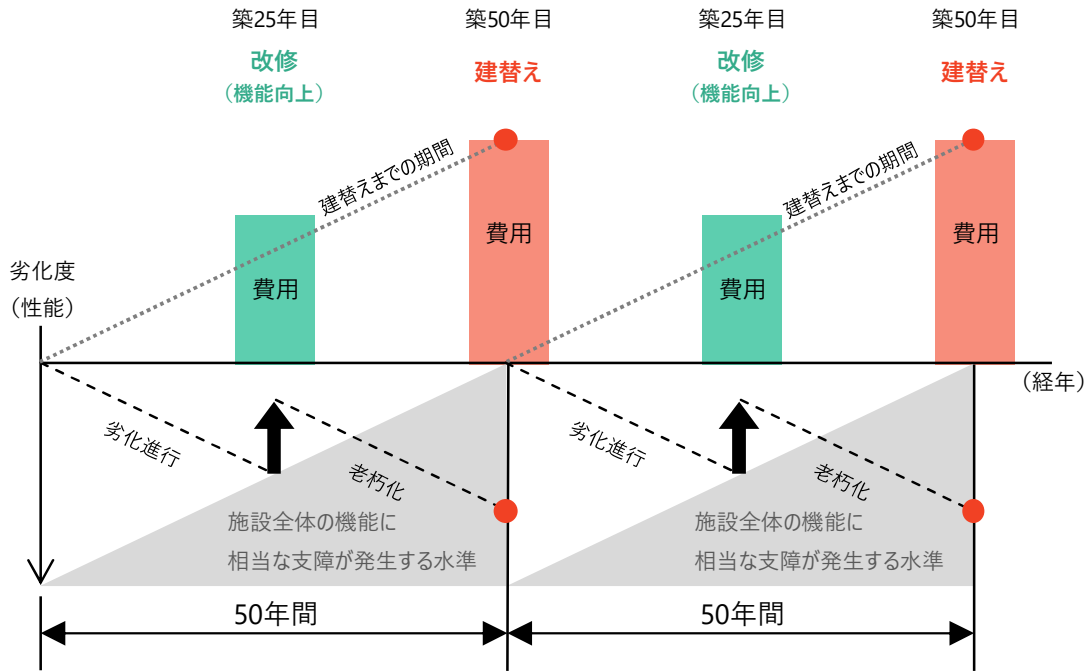 築25年目
築50年目
築25年目
築50年目
改修
（機能向上）
建替え
改修
（機能向上）
建替え
建替えまでの期間
建替えまでの期間
費用
費用
費用
費用
劣化度
（性能）
（経年）
劣化進行
老朽化
劣化進行
老朽化
施設全体の機能に
相当な支障が発生する水準
施設全体の機能に
相当な支障が発生する水準
50年間
50年間